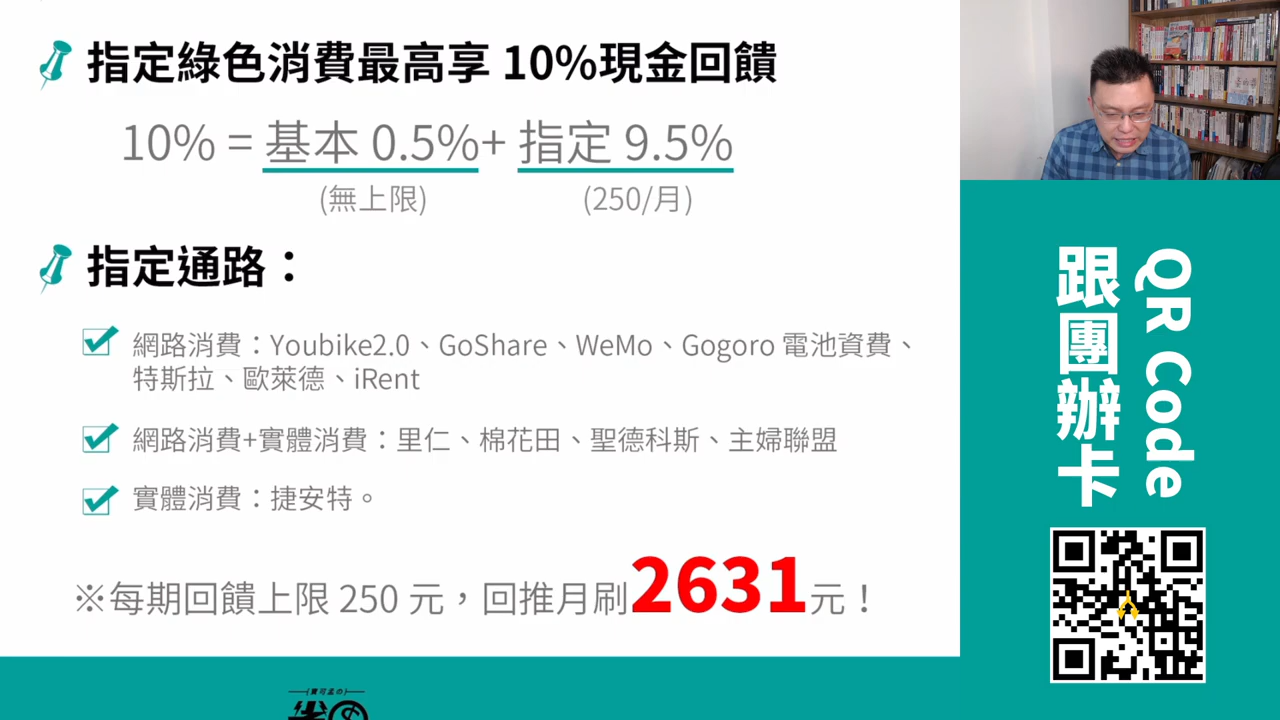 指定綠色消費最高享 10%現金回饋
10% = 基本 0.5%+ 指定 9.5%
(無上限) (250/月)
指定通路：
網路消費：Youbike2.0、GoShare、WeMo、Gogoro 電池資費、
特斯拉、歐萊德、iRent
網路消費+實體消費：里仁、棉花田、聖德科斯、主婦聯盟
實體消費：捷安特。
※每期回饋上限 250 元，回推月刷2631元！
QR Code
跟團辦卡